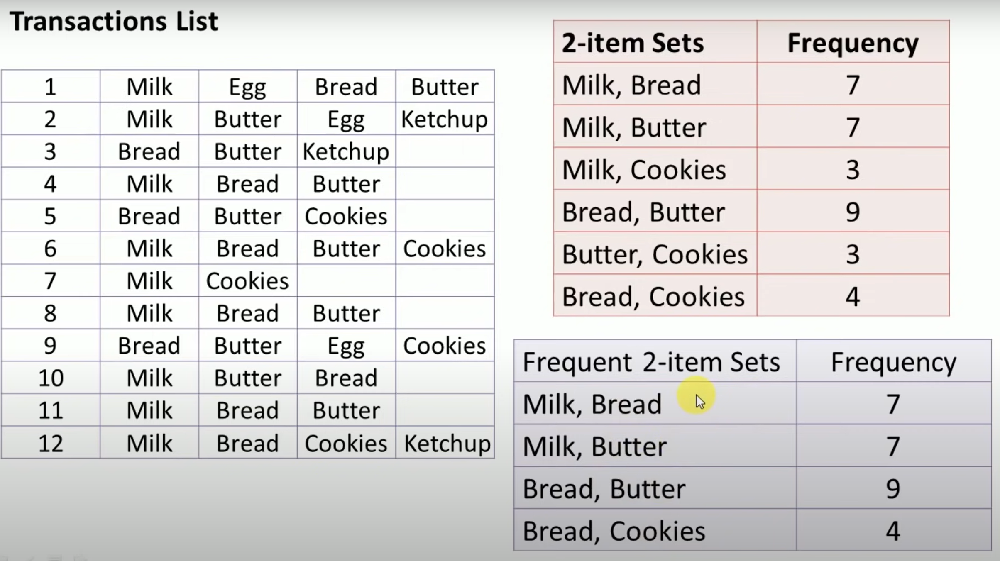 Transactions List
1 Milk Egg Bread Butter
2 Milk Butter Egg Ketchup
3 Bread Butter Ketchup
4 Milk Bread Butter
5 Bread Butter Cookies
6 Milk Bread Butter Cookies
7 Milk Cookies
8 Milk Bread Butter
9 Bread Butter Egg Cookies
10 Milk Butter Bread
11 Milk Bread Butter
12 Milk Bread Cookies Ketchup
2-item Sets Frequency
Milk, Bread 7
Milk, Butter 7
Milk, Cookies 3
Bread, Butter 9
Butter, Cookies 3
Bread, Cookies 4
Frequent 2-item Sets Frequency
Milk, Bread 7
Milk, Butter 7
Bread, Butter 9
Bread, Cookies 4